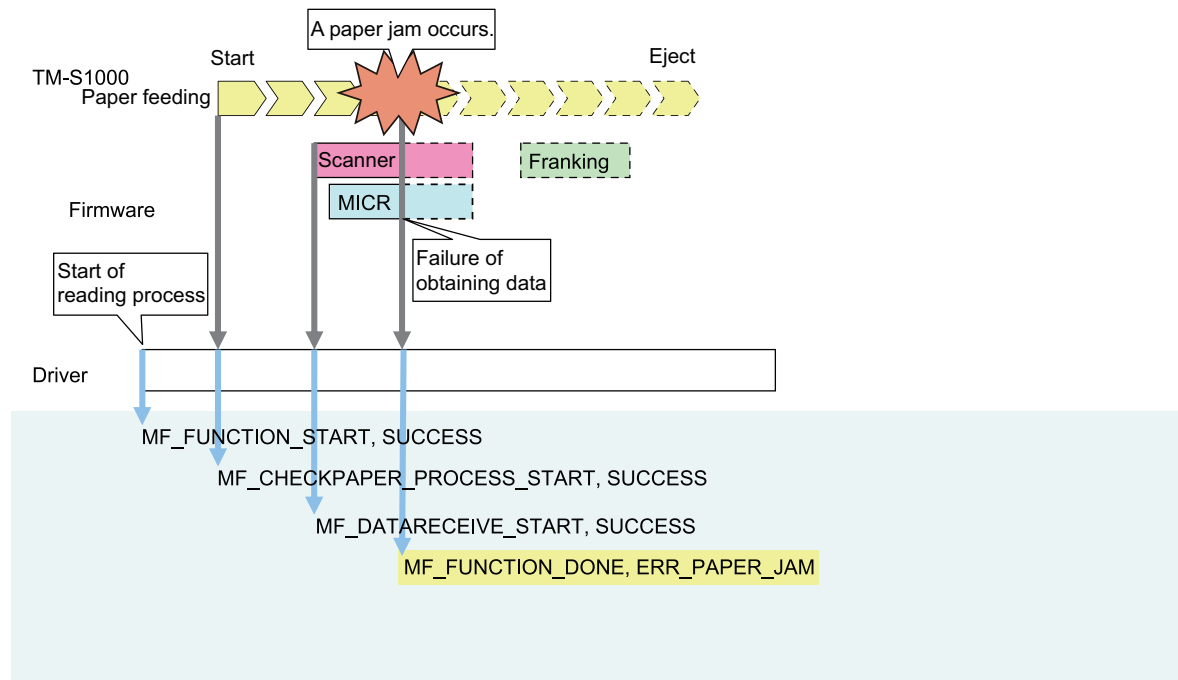 A paper jam occurs.
Start
Eject
TM-S1000
Paper feeding
Scanner
Franking
MICR
Firmware
Failure of
obtaining data
Start of
reading process
Driver
MF_FUNCTION_START, SUCCESS
MF_CHECKPAPER_PROCESS_START, SUCCESS
MF_DATARECEIVE_START, SUCCESS
MF_FUNCTION_DONE, ERR_PAPER_JAM